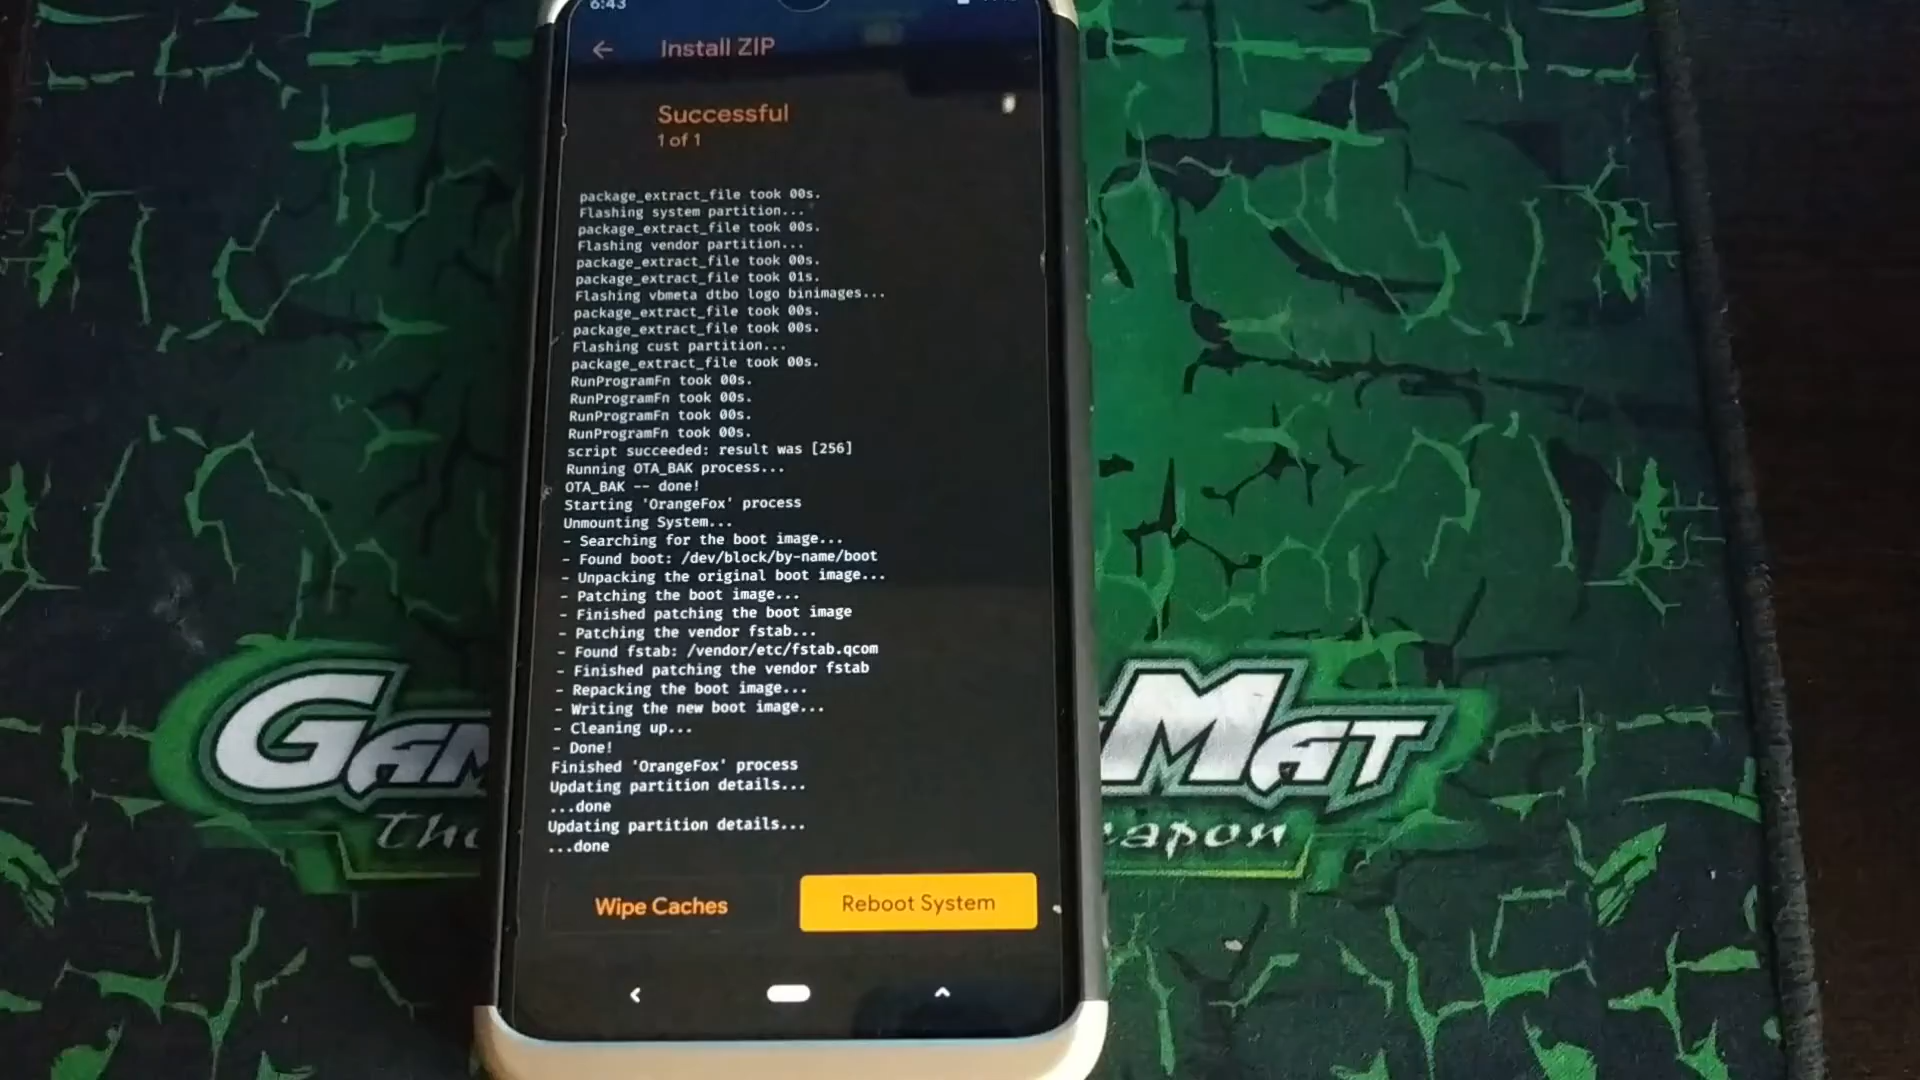 6:43
Install ZIP
Successful
1 of 1
package_extract_file took 00s.
Flashing system partition...
package_extract_file took 00s.
Flashing vendor partition...
package_extract_file took 00s.
package_extract_file took 01s.
Flashing vbmeta dtbo logo binimages...
package_extract_file took 00s.
package_extract_file took 00s.
Flashing cust partition...
package_extract_file took 00s.
RunProgramFn took 00s.
RunProgramFn took 00s.
RunProgramFn took 00s.
RunProgramFn took 00s.
script succeeded: result was [256]
Running OTA_BAK process...
OTA_BAK -- done!
Starting 'OrangeFox' process
Unmounting System...
- Searching for the boot image...
- Found boot: /dev/block/by-name/boot
- Unpacking the original boot image...
- Patching the boot image...
- Finished patching the boot image
- Patching the vendor fstab...
- Found fstab: /vendor/etc/fstab.qcom
- Finished patching the vendor fstab
- Repacking the boot image...
- Writing the new boot image...
- Cleaning up...
- Done!
Finished 'OrangeFox' process
Updating partition details...
...done
Updating partition details...
...done
Wipe Caches
Reboot System
Gam
Mat
the
eapon